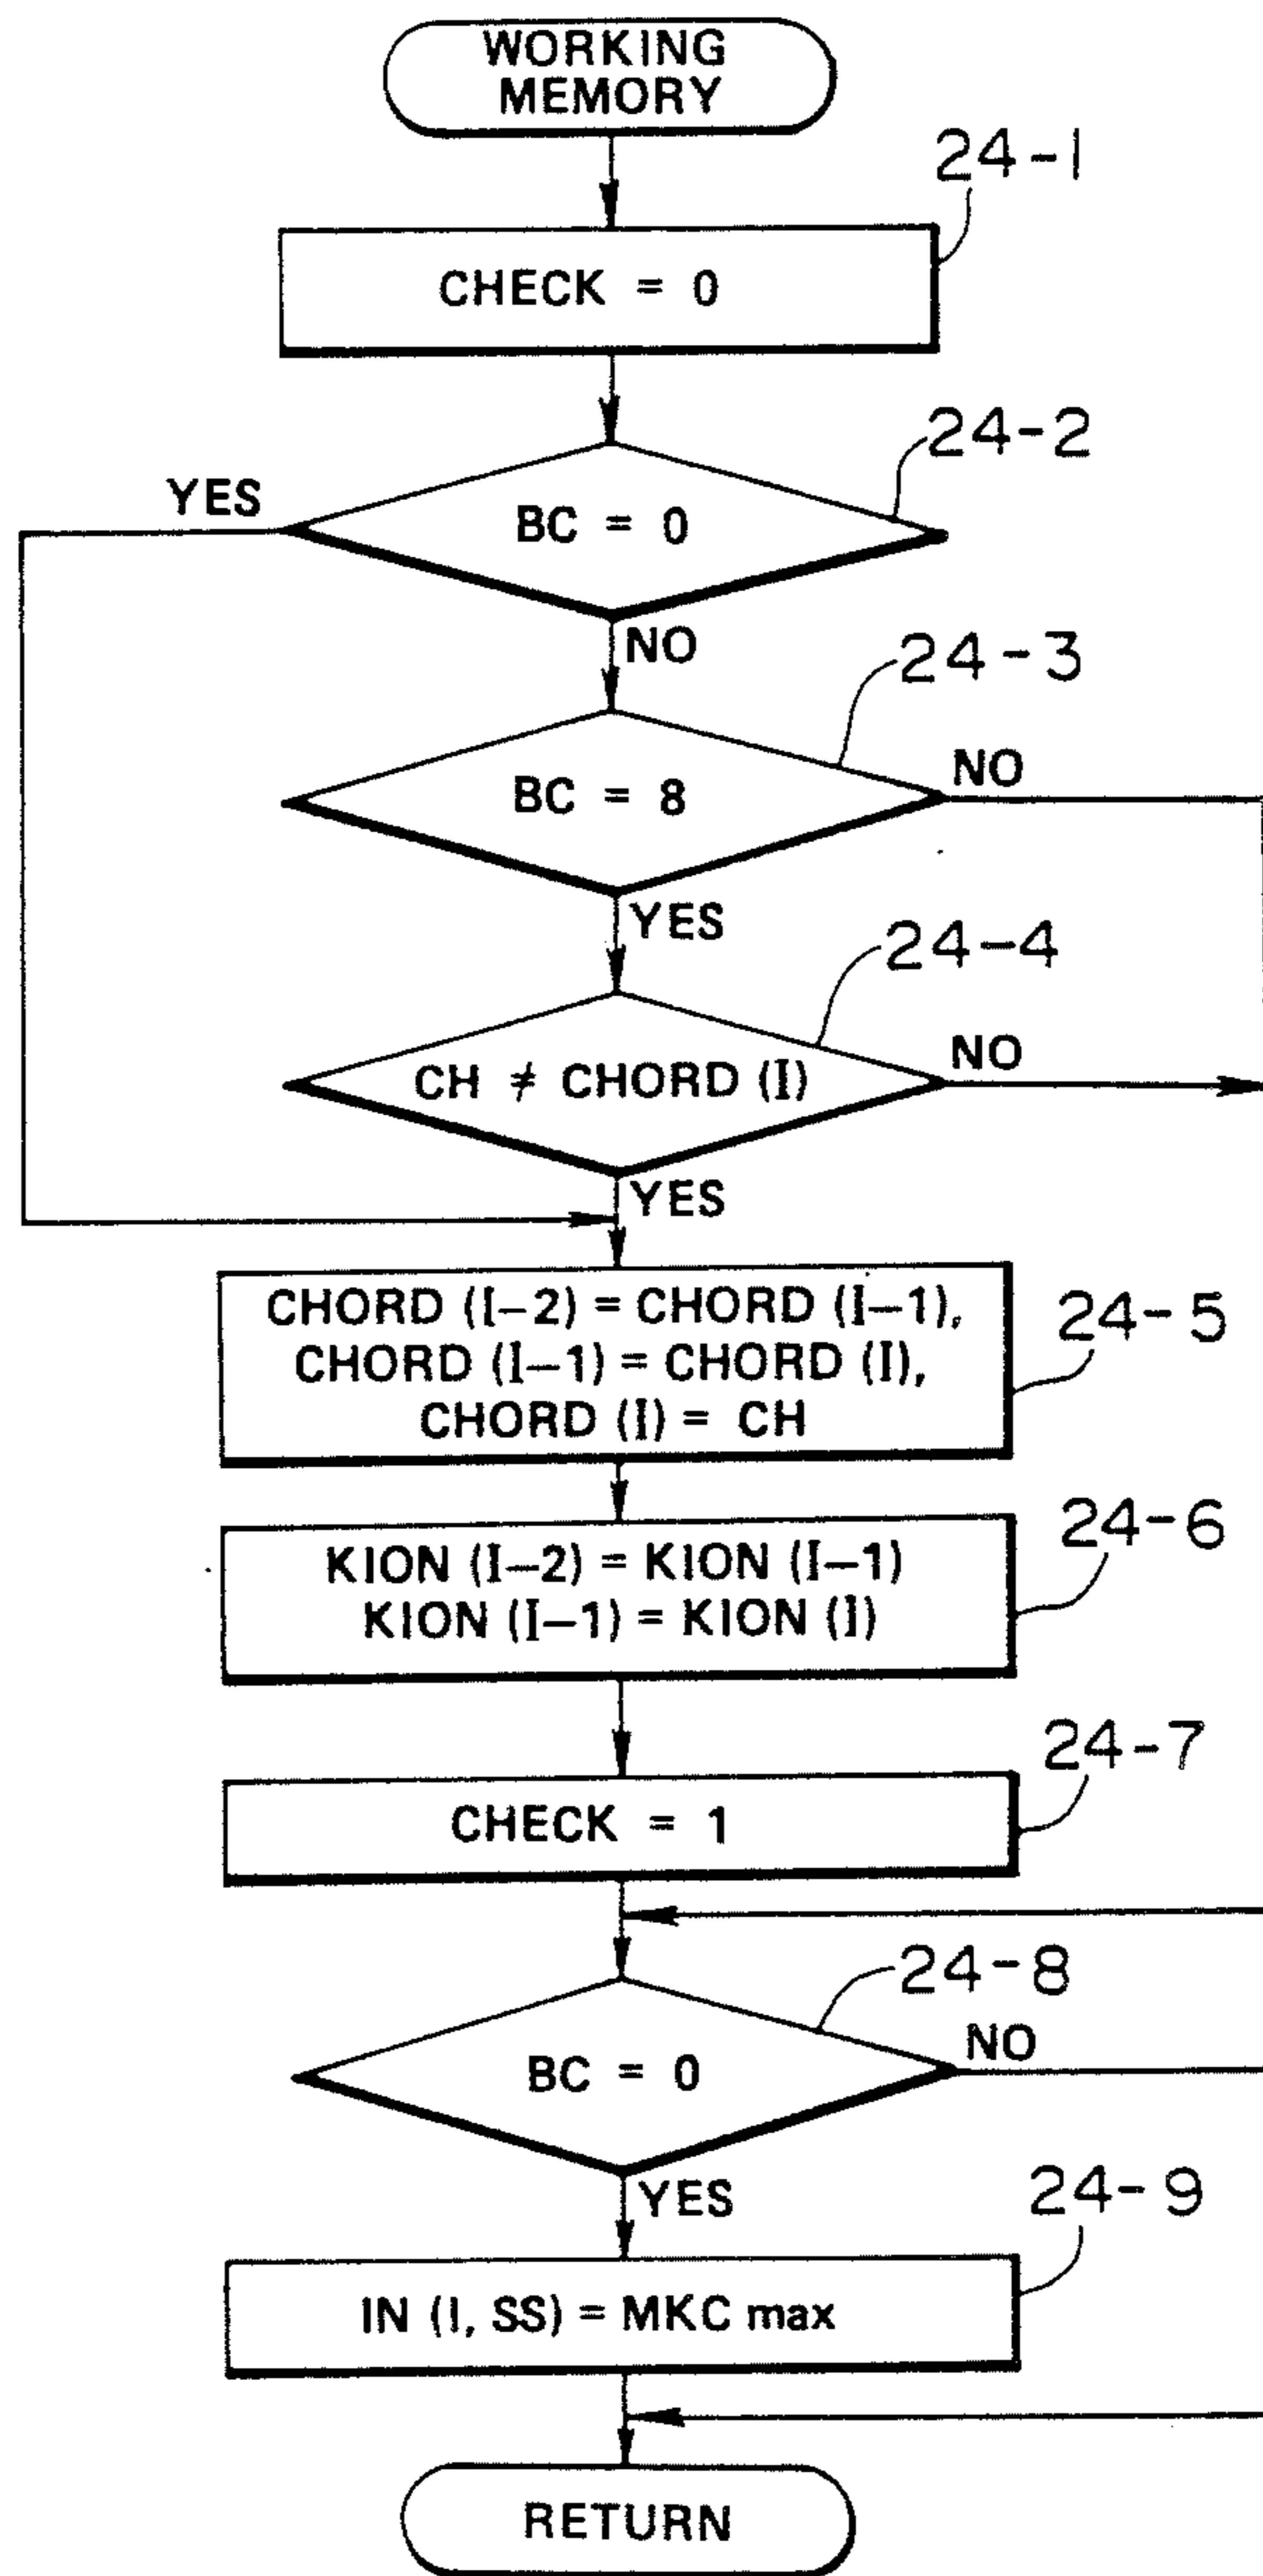 WORKING
MEMORY
24-1
CHECK = 0
24-2
YES
BC = 0
NO
24-3
NO
BC = 8
YES
24-4
NO
CH ≠ CHORD (I)
YES
CHORD (I-2) = CHORD (I-1),
CHORD (I-1) = CHORD (I),
CHORD (I) = CH
24-5
KION (I-2) = KION (I-1)
KION (I-1) = KION (I)
24-6
24-7
CHECK = 1
24-8
NO
BC = 0
YES
24-9
IN (I, SS) = MKC max
RETURN